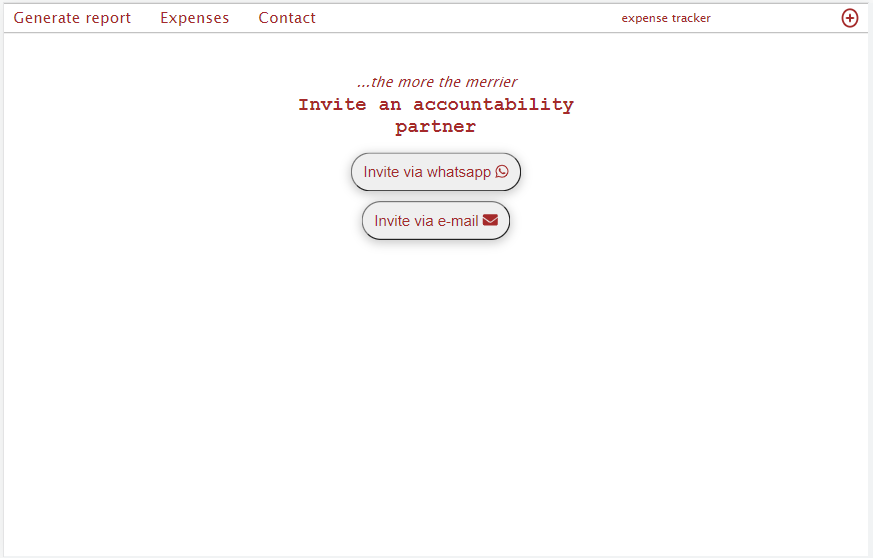 Generate report Expenses Contact expense tracker
...the more the merrier
Invite an accountability
partner
Invite via whatsapp
Invite via e-mail